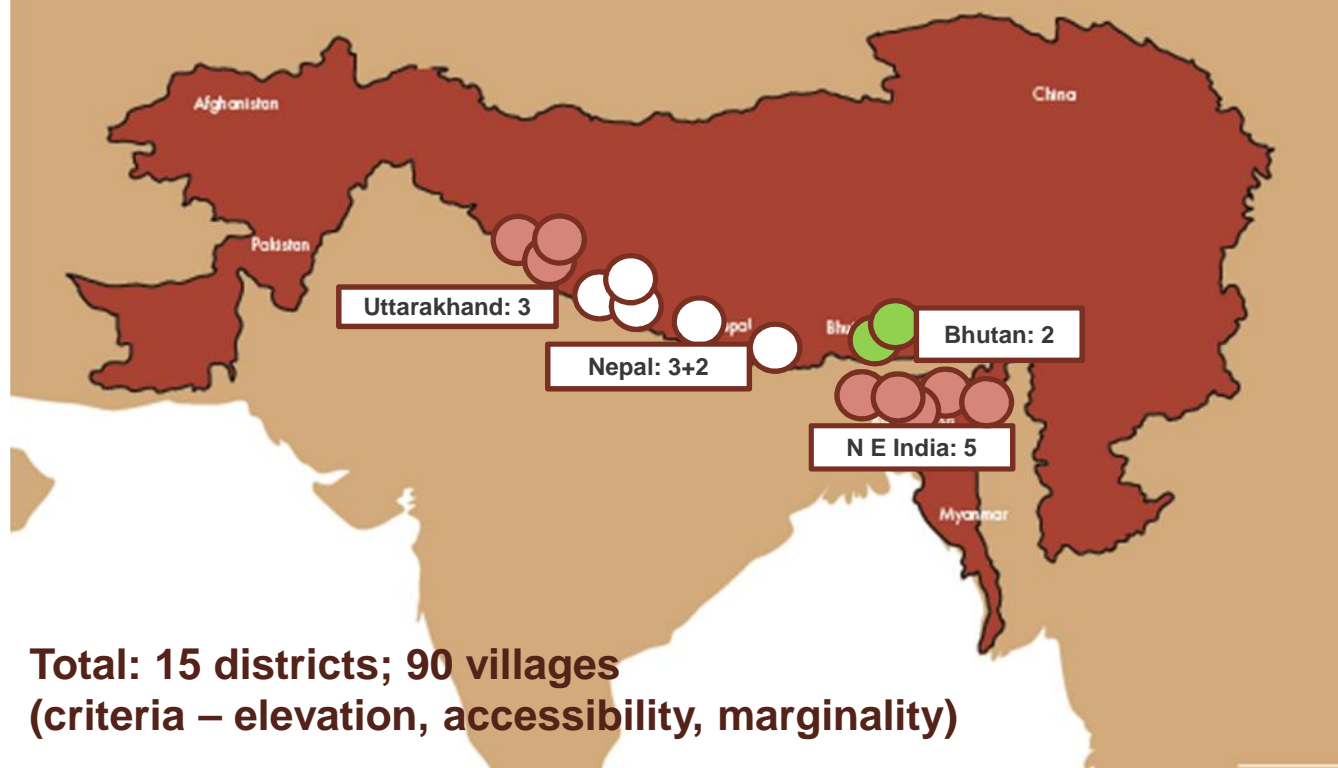 Afghanistan
China
Pakistan
Uttarakhand: 3
Bhutan: 2
Nepal: 3+2
N E India: 5
Myanmar
Total: 15 districts; 90 villages
(criteria – elevation, accessibility, marginality)